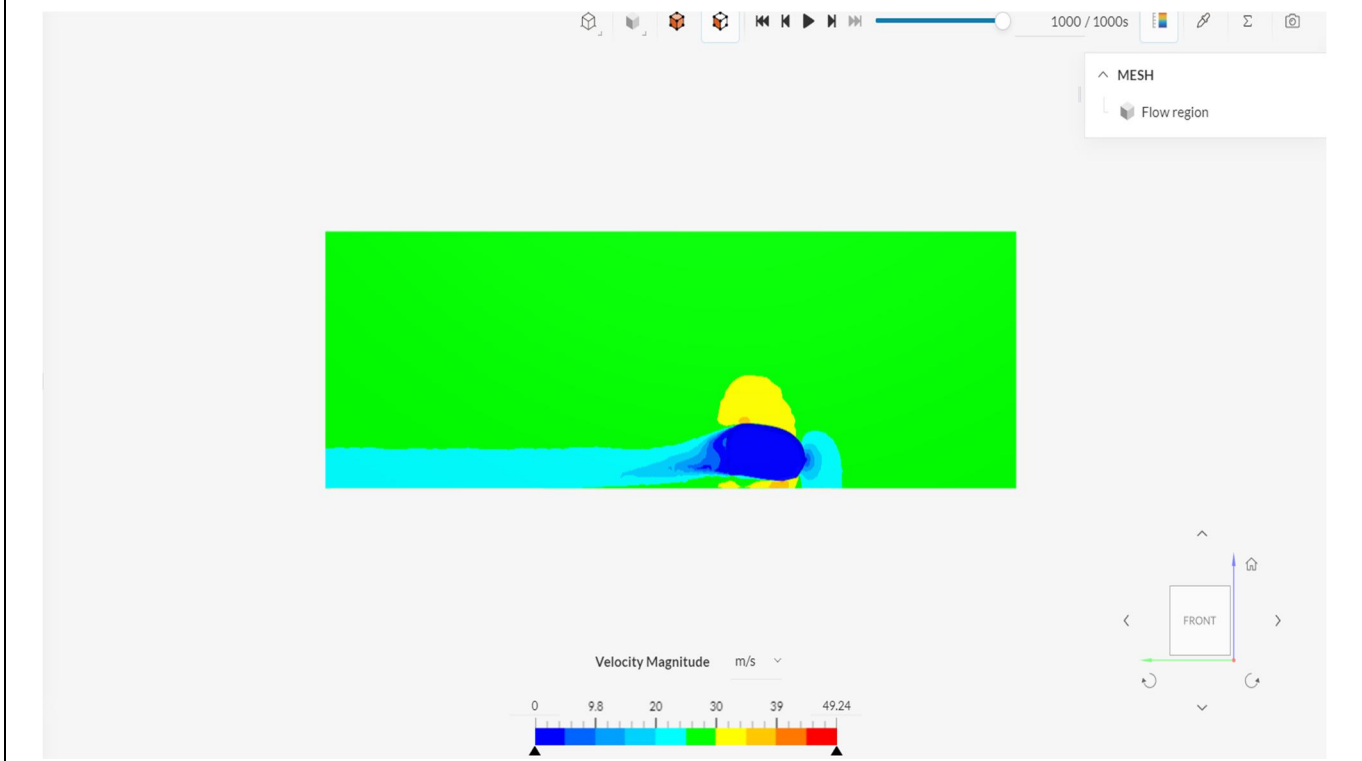 1000 / 1000s
Σ
MESH
Flow region
FRONT
Velocity Magnitude m/s
0 9.8 20 30 39 49.24